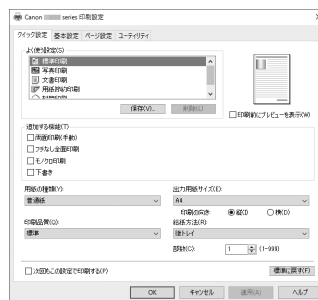 Canon series 印刷設定
クイック設定 基本設定 ページ設定 ユーティリティ
よく使う設定(S)
標準印刷
写真印刷
文書印刷
用紙節約印刷
保存(V)... 削除(L)
印刷前にプレビューを表示(W)
追加する機能(T)
両面印刷(手動)
フチなし全面印刷
モノクロ印刷
下書き
用紙の種類(Y): 出力用紙サイズ(E):
普通紙 A4
印刷の向き: 縦(I) 横(D)
印刷品質(Q): 給紙方法(R):
標準 後トレイ
部数(C): 1 (1-999)
次回もこの設定で印刷する(P) 標準に戻す(F)
OK キャンセル 適用(A) ヘルプ